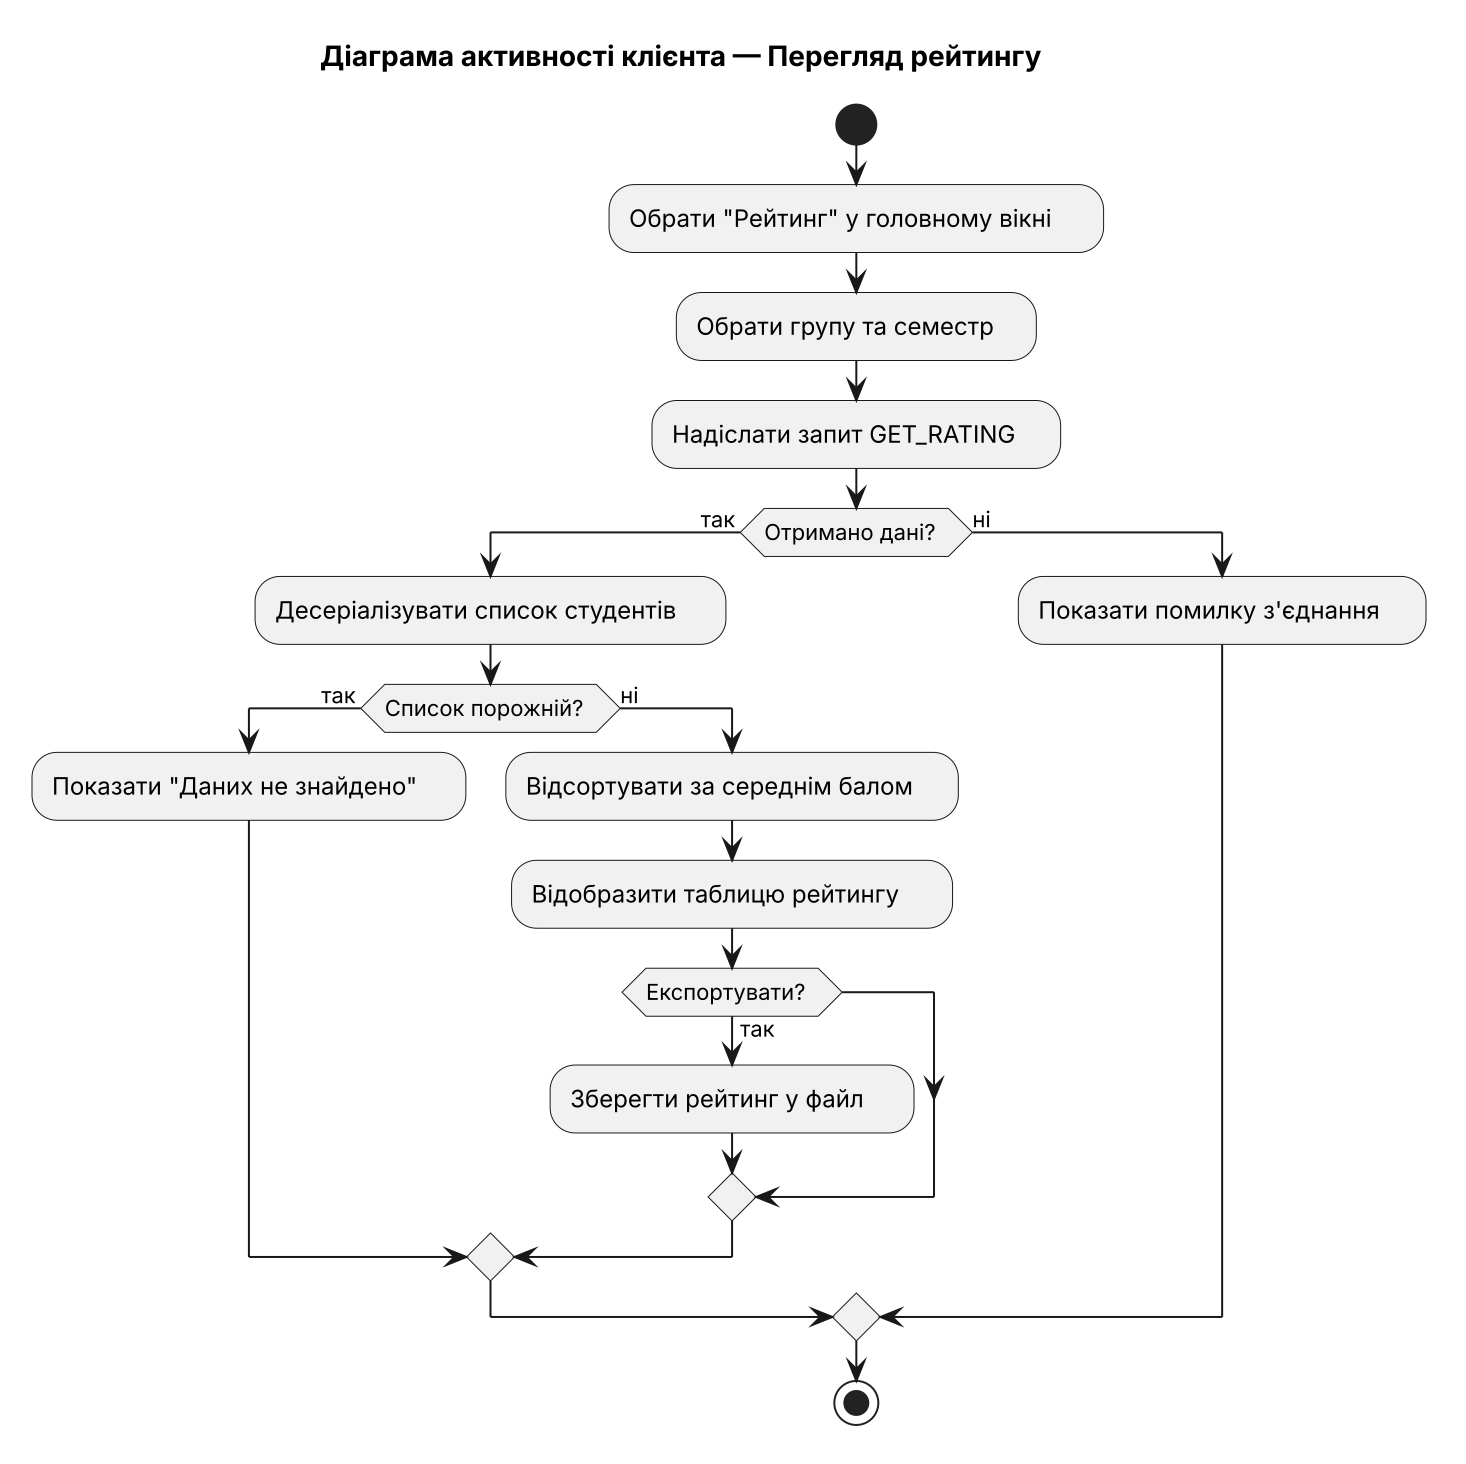 Діаграма активності клієнта — Перегляд рейтингу
Обрати "Рейтинг" у головному вікні
Обрати групу та семестр
Надіслати запит GET_RATING
так
Отримано дані?
ні
Десеріалізувати список студентів
Показати помилку з'єднання
так
Список порожній?
ні
Показати "Даних не знайдено"
Відсортувати за середнім балом
Відобразити таблицю рейтингу
Експортувати?
так
Зберегти рейтинг у файл